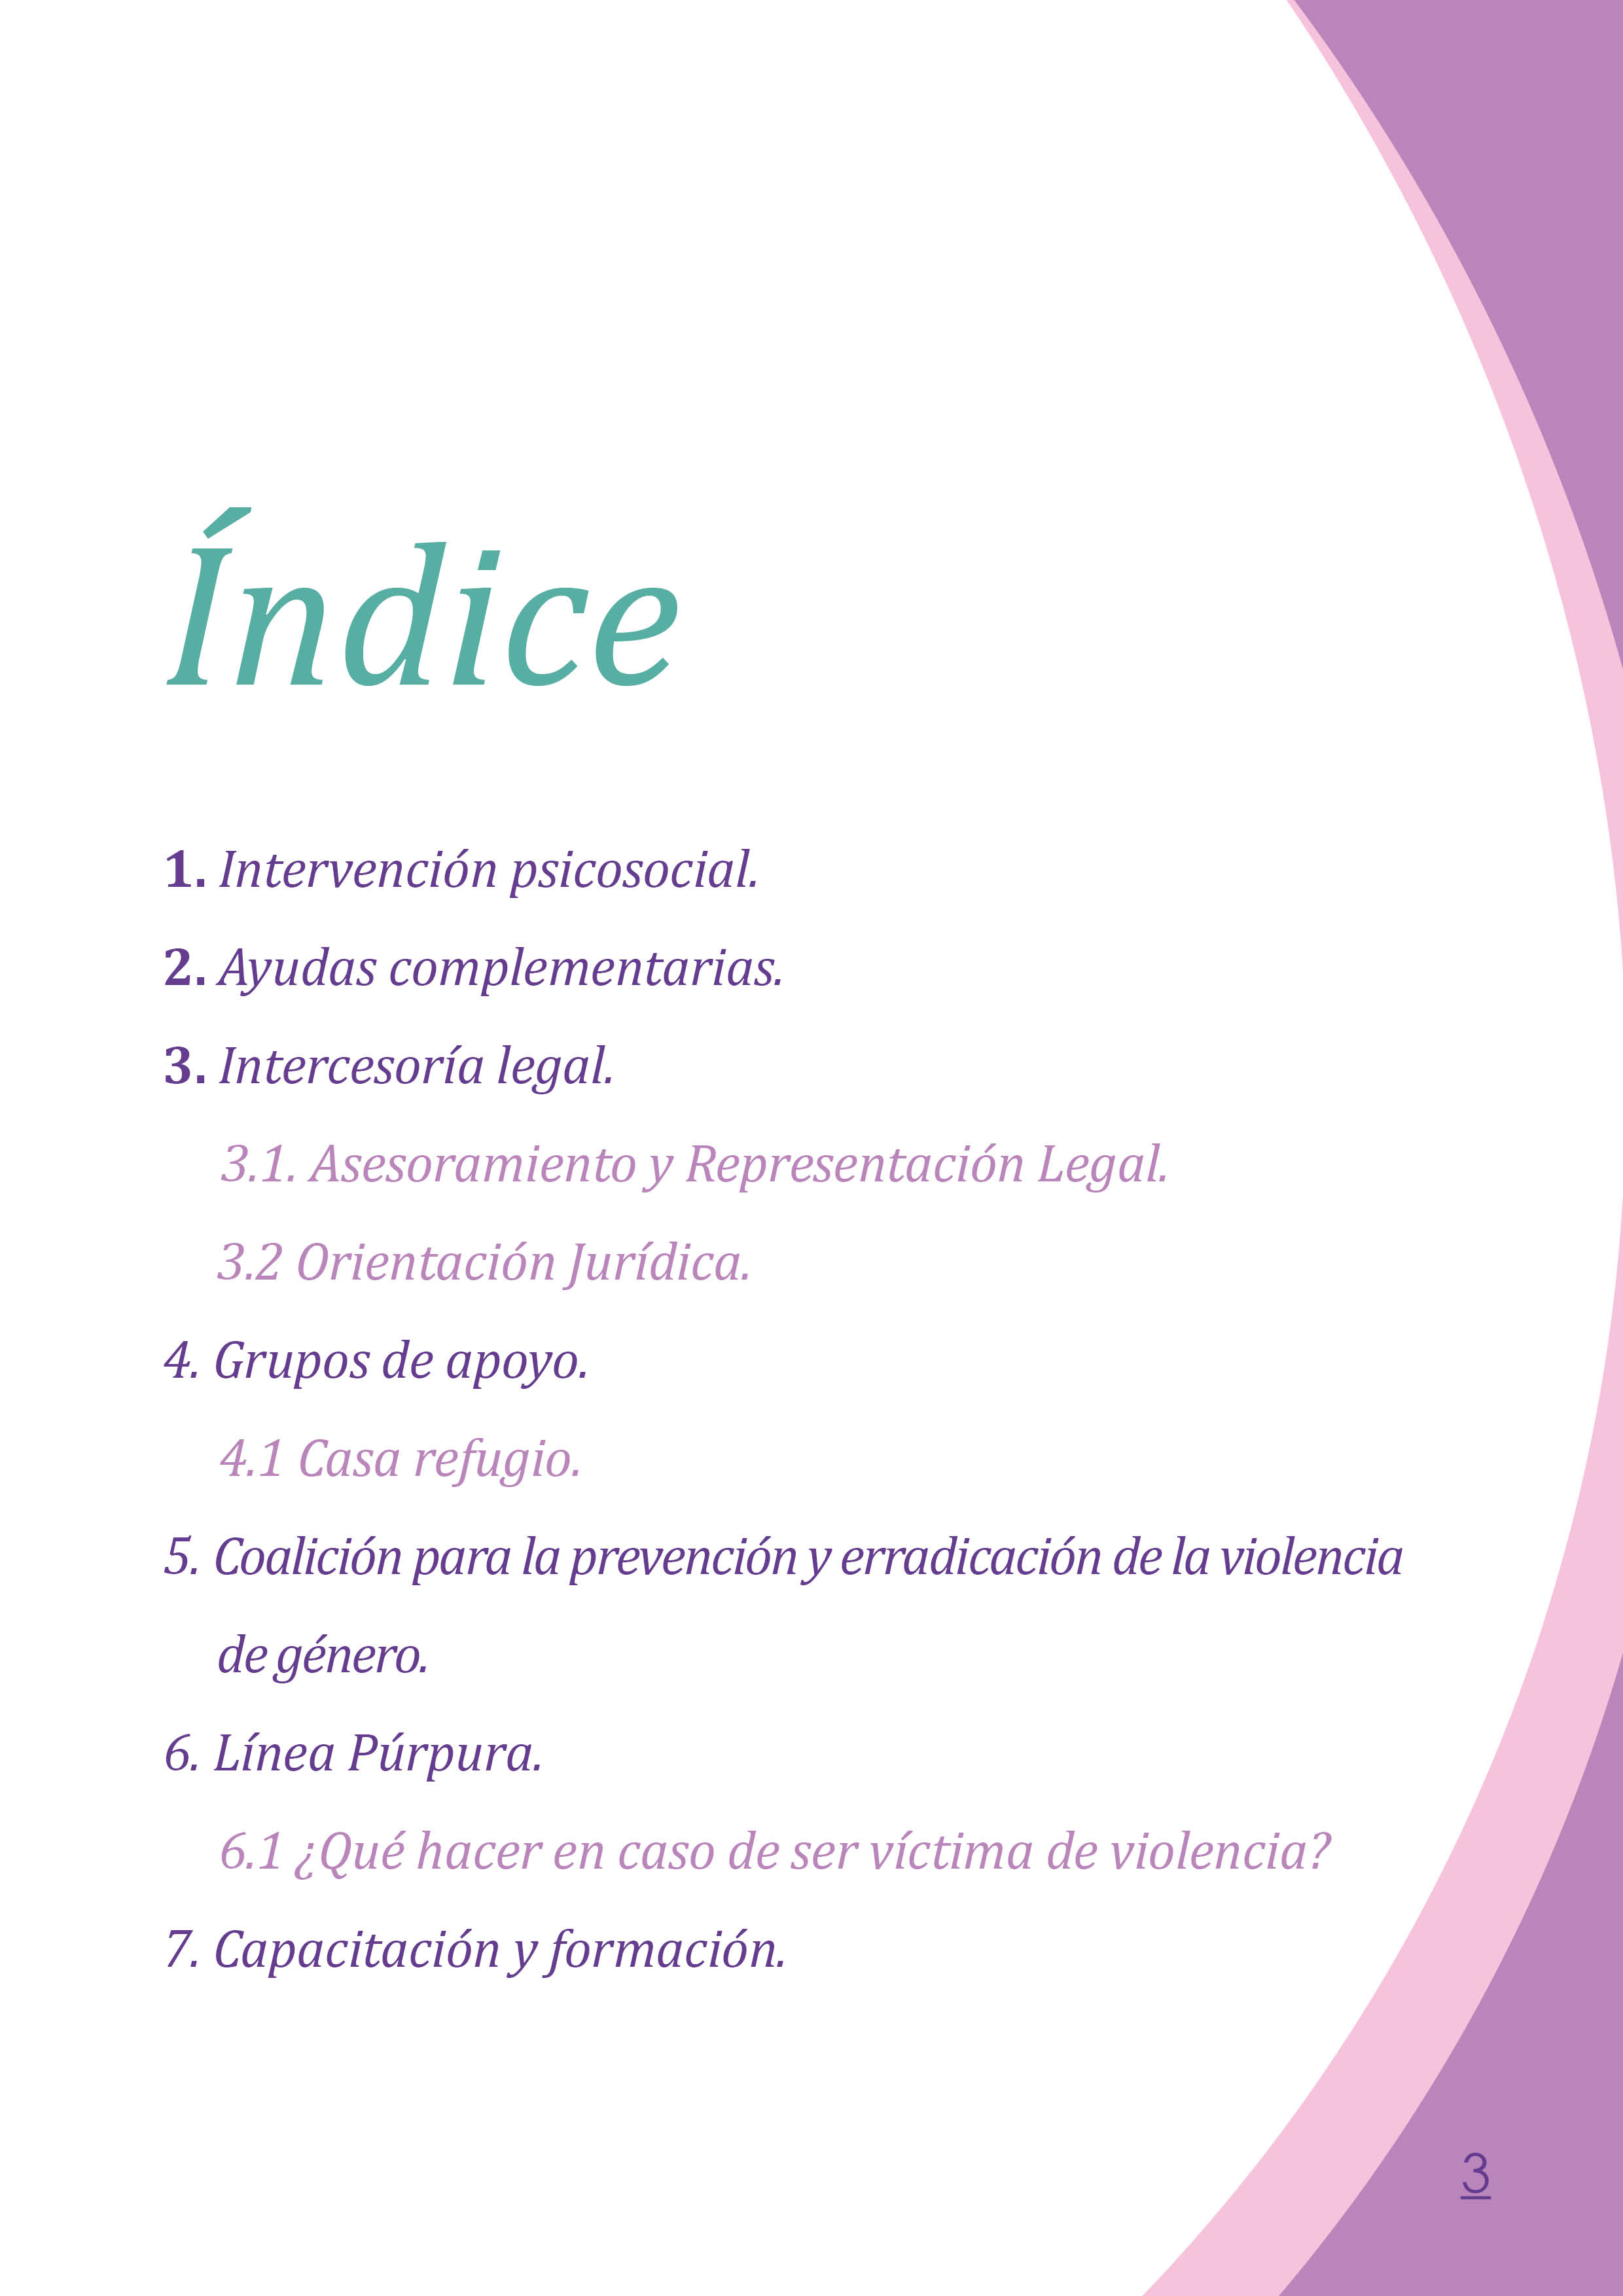 Índice
1. Intervención psicosocial.
2. Ayudas complementarias.
3. Intercesoría legal.
3.1. Asesoramiento y Representación Legal.
3.2 Orientación Jurídica.
4. Grupos de apoyo.
4.1 Casa refugio.
5. Coalición para la prevención y erradicación de la violencia
de género.
6. Línea Púrpura.
6.1 ¿Qué hacer en caso de ser víctima de violencia?
7. Capacitación y formación.
3